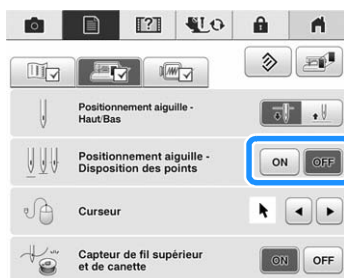 Positionnement aiguille -
Haut/Bas
Positionnement aiguille -
Disposition des points
ON OFF
Curseur
Capteur de fil supérieur
et de canette
ON OFF